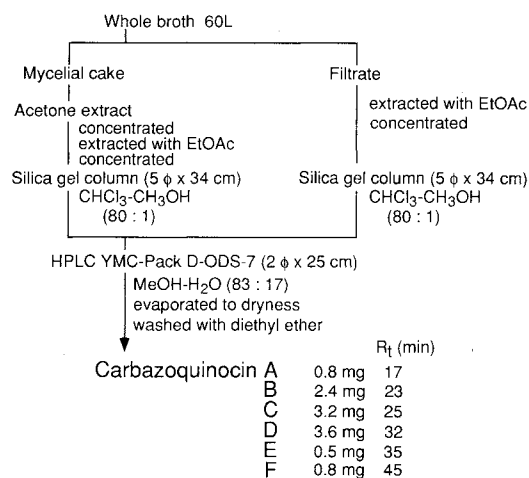 Whole broth 60L
Mycelial cake
Acetone extract
concentrated
extracted with EtOAc
concentrated
Silica gel column (5 φ x 34 cm)
CHCl3-CH3OH
(80 : 1)
Filtrate
extracted with EtOAc
concentrated
Silica gel column (5 φ x 34 cm)
CHCl3-CH3OH
(80 : 1)
HPLC YMC-Pack D-ODS-7 (2 φ x 25 cm)
MeOH-H2O (83 : 17)
evaporated to dryness
washed with diethyl ether
Rt (min)
Carbazoquinocin A 0.8 mg 17
B 2.4 mg 23
C 3.2 mg 25
D 3.6 mg 32
E 0.5 mg 35
F 0.8 mg 45